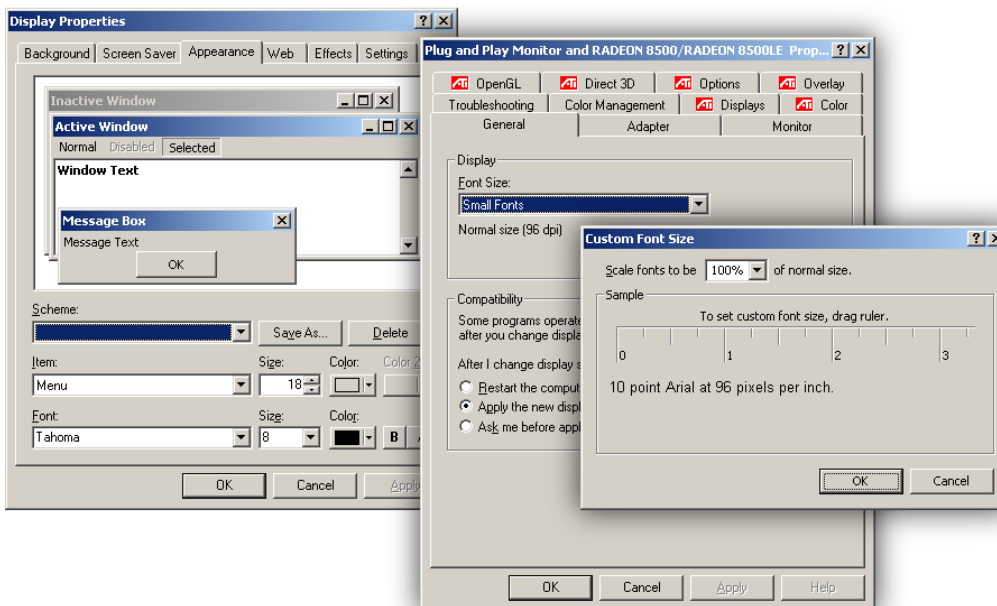 Display Properties
Background Screen Saver Appearance Web Effects Settings
Inactive Window
Active Window
Normal Disabled Selected
Window Text
Message Box
Message Text
OK
Scheme:
Save As... Delete
Item: Size: Color: Color 2
Menu 18
Font: Size: Color:
Tahoma 8 B
OK Cancel Apply
Plug and Play Monitor and RADEON 8500/RADEON 8500LE Prop...
ATI OpenGL ATI Direct 3D ATI Options ATI Overlay
Troubleshooting Color Management ATI Displays ATI Color
General Adapter Monitor
Display
Font Size:
Small Fonts
Normal size (96 dpi)
Compatibility
Some programs operate
after you change displa
After I change display s
Restart the comput
Apply the new displ
Ask me before appl
OK Cancel Apply Help
Custom Font Size
Scale fonts to be 100% of normal size.
Sample
To set custom font size, drag ruler.
0 1 2 3
10 point Arial at 96 pixels per inch.
OK Cancel